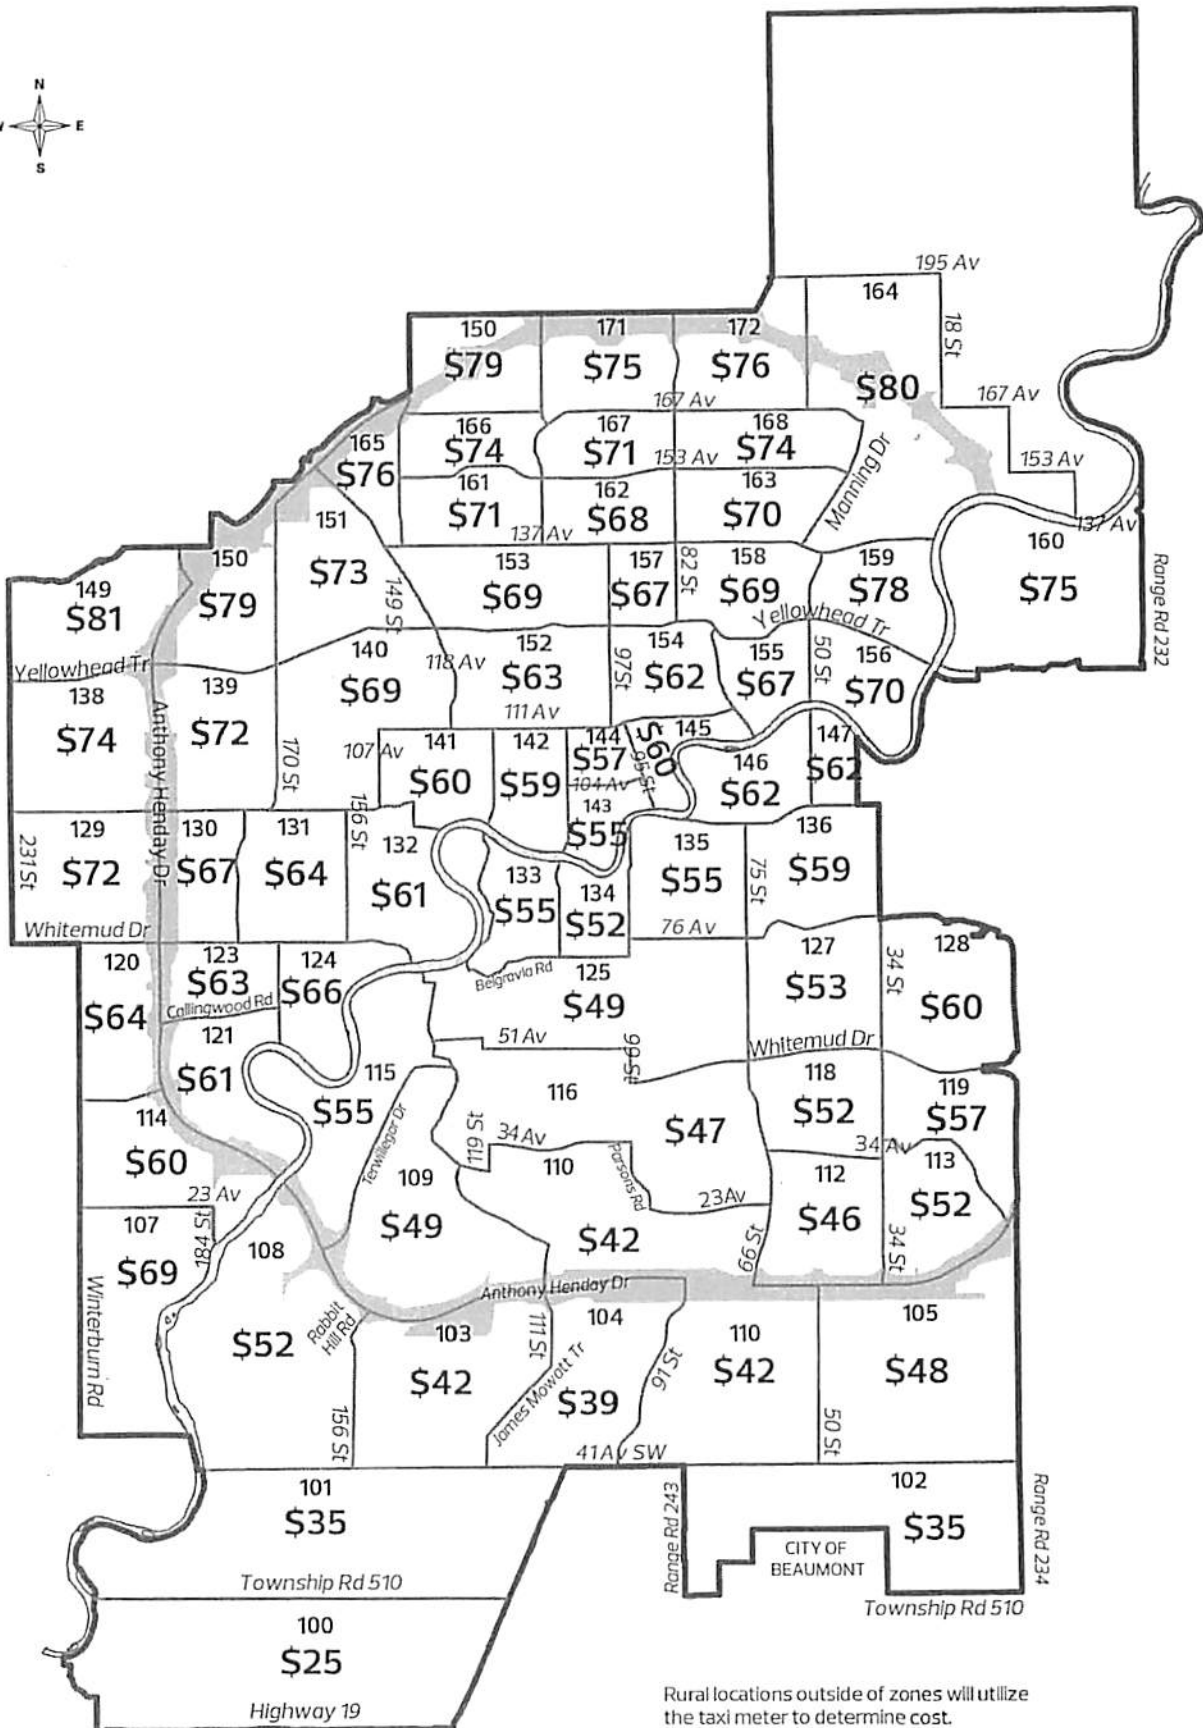 N
E
S
195 Av
164
18 St
150
171
172
$79
$75
$76
$80
167 Av
167 Av
165
166
167
168
$76
$74
$71
$74
153 Av
153 Av
Manning Dr
161
162
163
$71
$68
$70
137 Av
137 Av
151
$73
149
150
$81
$79
149 St
153
157
82 St
158
159
160
$69
$67
$69
$78
$75
Range Rd 232
Yellowhead Tr
Yellowhead Tr
140
118 Av
152
97 St
154
155
50 St
156
$69
$63
$62
$67
$70
138
139
$74
$72
Anthony Henday Dr
170 St
111 Av
107 Av
141
142
144
$60
145
147
$60
$59
$57
95 St
146
$62
$62
104 Av
143
$55
156 St
231 St
129
130
131
132
$72
$67
$64
$61
133
134
135
75 St
136
$55
$52
$55
$59
76 Av
Whitemud Dr
120
123
124
$64
$63
$66
Callingwood Rd
Belgravia Rd
125
$49
127
34 St
128
$53
$60
121
$61
51 Av
99 St
Whitemud Dr
115
$55
116
118
119
$47
$52
$57
114
$60
Terwillegar Dr
119 St
34 Av
34 Av
109
110
Parsons Rd
112
113
$49
$42
$46
$52
23 Av
23 Av
66 St
34 St
107
184 St
108
$69
$52
Winterburn Rd
Anthony Henday Dr
Rabbit
Hill Rd
103
111 St
104
110
105
$42
James Mowatt Tr
$39
91 St
$42
$48
156 St
50 St
41 Av SW
101
$35
Range Rd 243
102
$35
Range Rd 234
CITY OF
BEAUMONT
Township Rd 510
Township Rd 510
100
$25
Highway 19
Rural locations outside of zones will utilize
the taxi meter to determine cost.